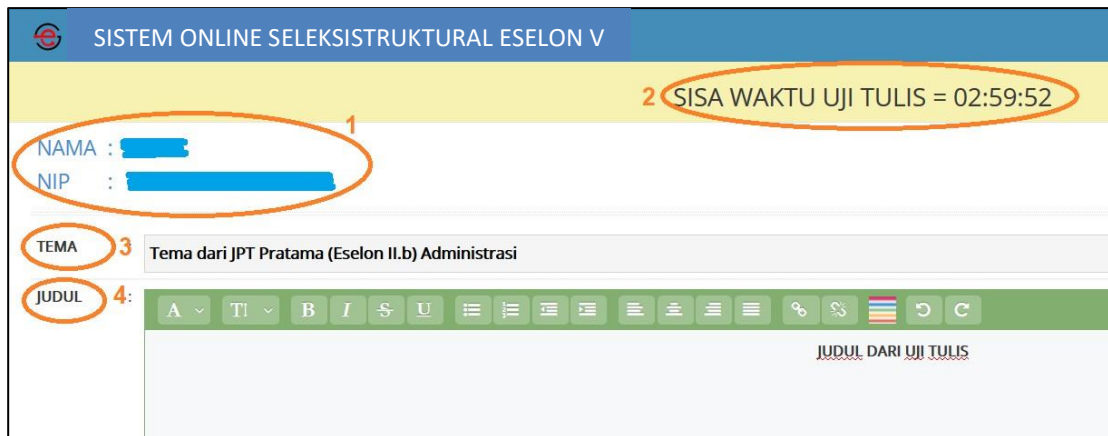 SISTEM ONLINE SELEKSISTRUKTURAL ESELON V
2 SISA WAKTU UJI TULIS = 02:59:52
1
NAMA :
NIP :
TEMA 3 : Tema dari JPT Pratama (Eselon II.b) Administrasi
JUDUL 4 :
A TI B I S U
JUDUL DARI UJI TULIS